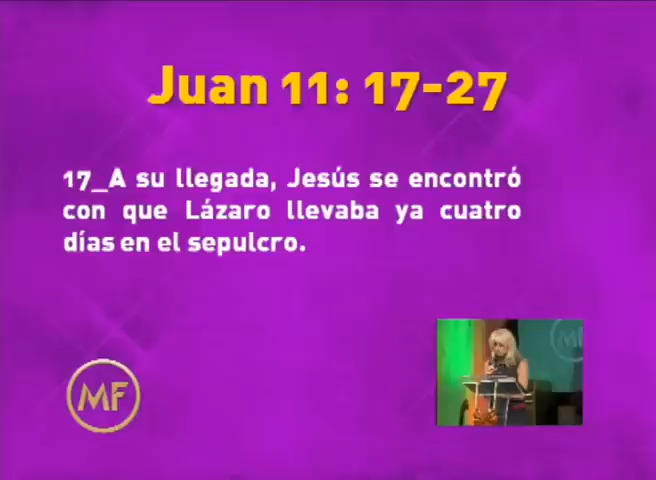 Juan 11: 17-27
17_A su llegada, Jesús se encontró
con que Lázaro llevaba ya cuatro
días en el sepulcro.
MF
MF